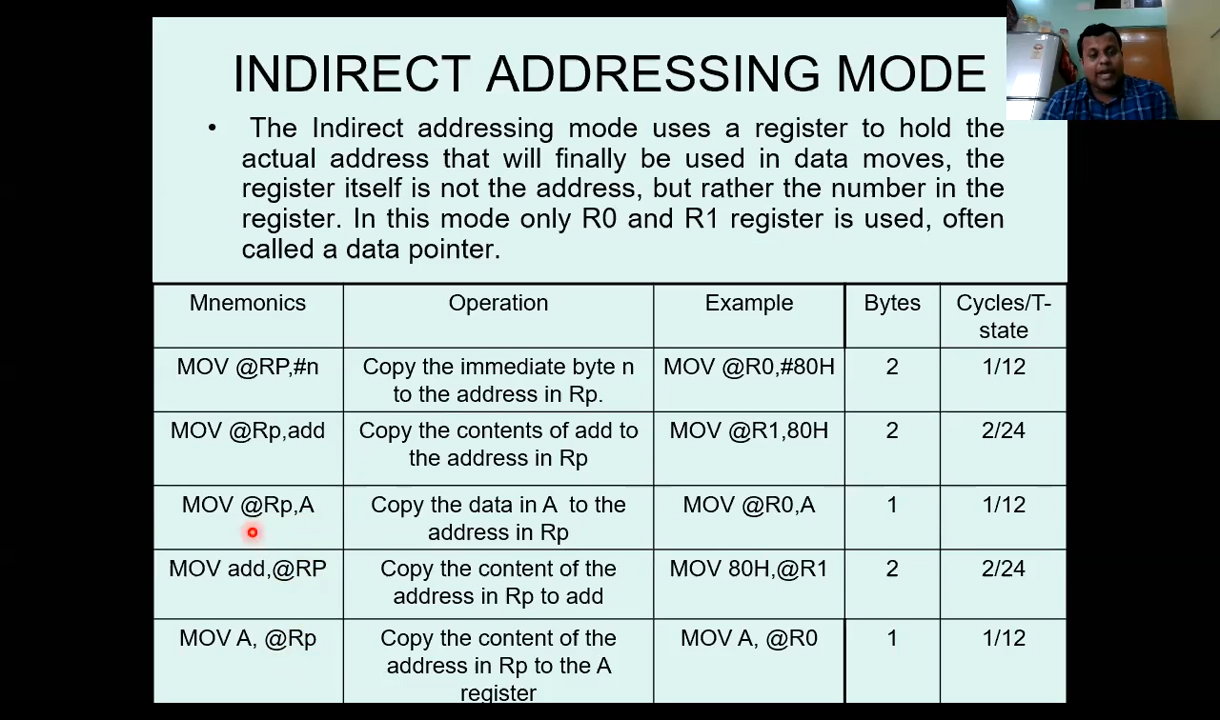 INDIRECT ADDRESSING MODE
• The Indirect addressing mode uses a register to hold the
actual address that will finally be used in data moves, the
register itself is not the address, but rather the number in the
register. In this mode only R0 and R1 register is used, often
called a data pointer.
Mnemonics Operation Example Bytes Cycles/T-
state
MOV @RP,#n Copy the immediate byte n MOV @R0,#80H 2 1/12
to the address in Rp.
MOV @Rp,add Copy the contents of add to MOV @R1,80H 2 2/24
the address in Rp
MOV @Rp,A Copy the data in A to the MOV @R0,A 1 1/12
address in Rp
MOV add,@RP Copy the content of the MOV 80H,@R1 2 2/24
address in Rp to add
MOV A, @Rp Copy the content of the MOV A, @R0 1 1/12
address in Rp to the A
register